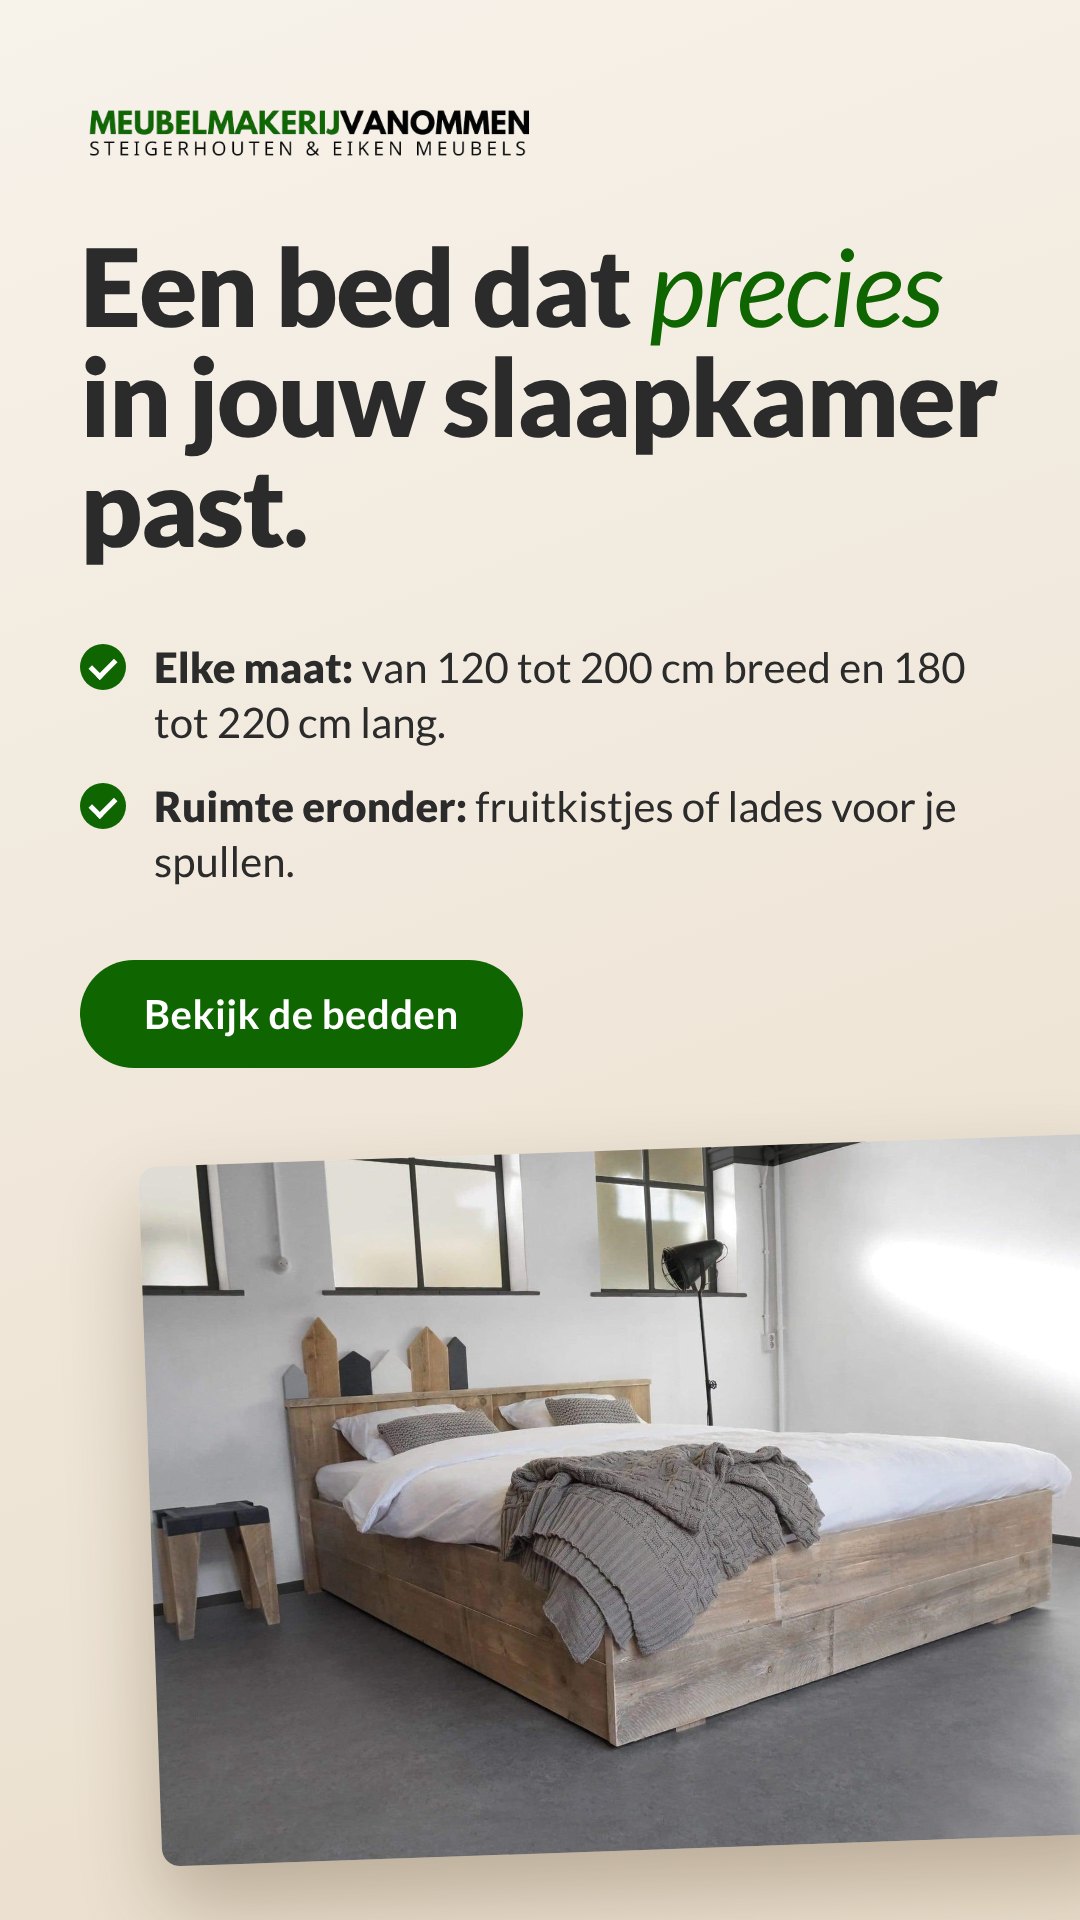 MEUBELMAKERIJVANOMMEN
STEIGERHOUTEN & EIKEN MEUBELS
Een bed dat precies
in jouw slaapkamer
past.
Elke maat: van 120 tot 200 cm breed en 180
tot 220 cm lang.
Ruimte eronder: fruitkistjes of lades voor je
spullen.
Bekijk de bedden